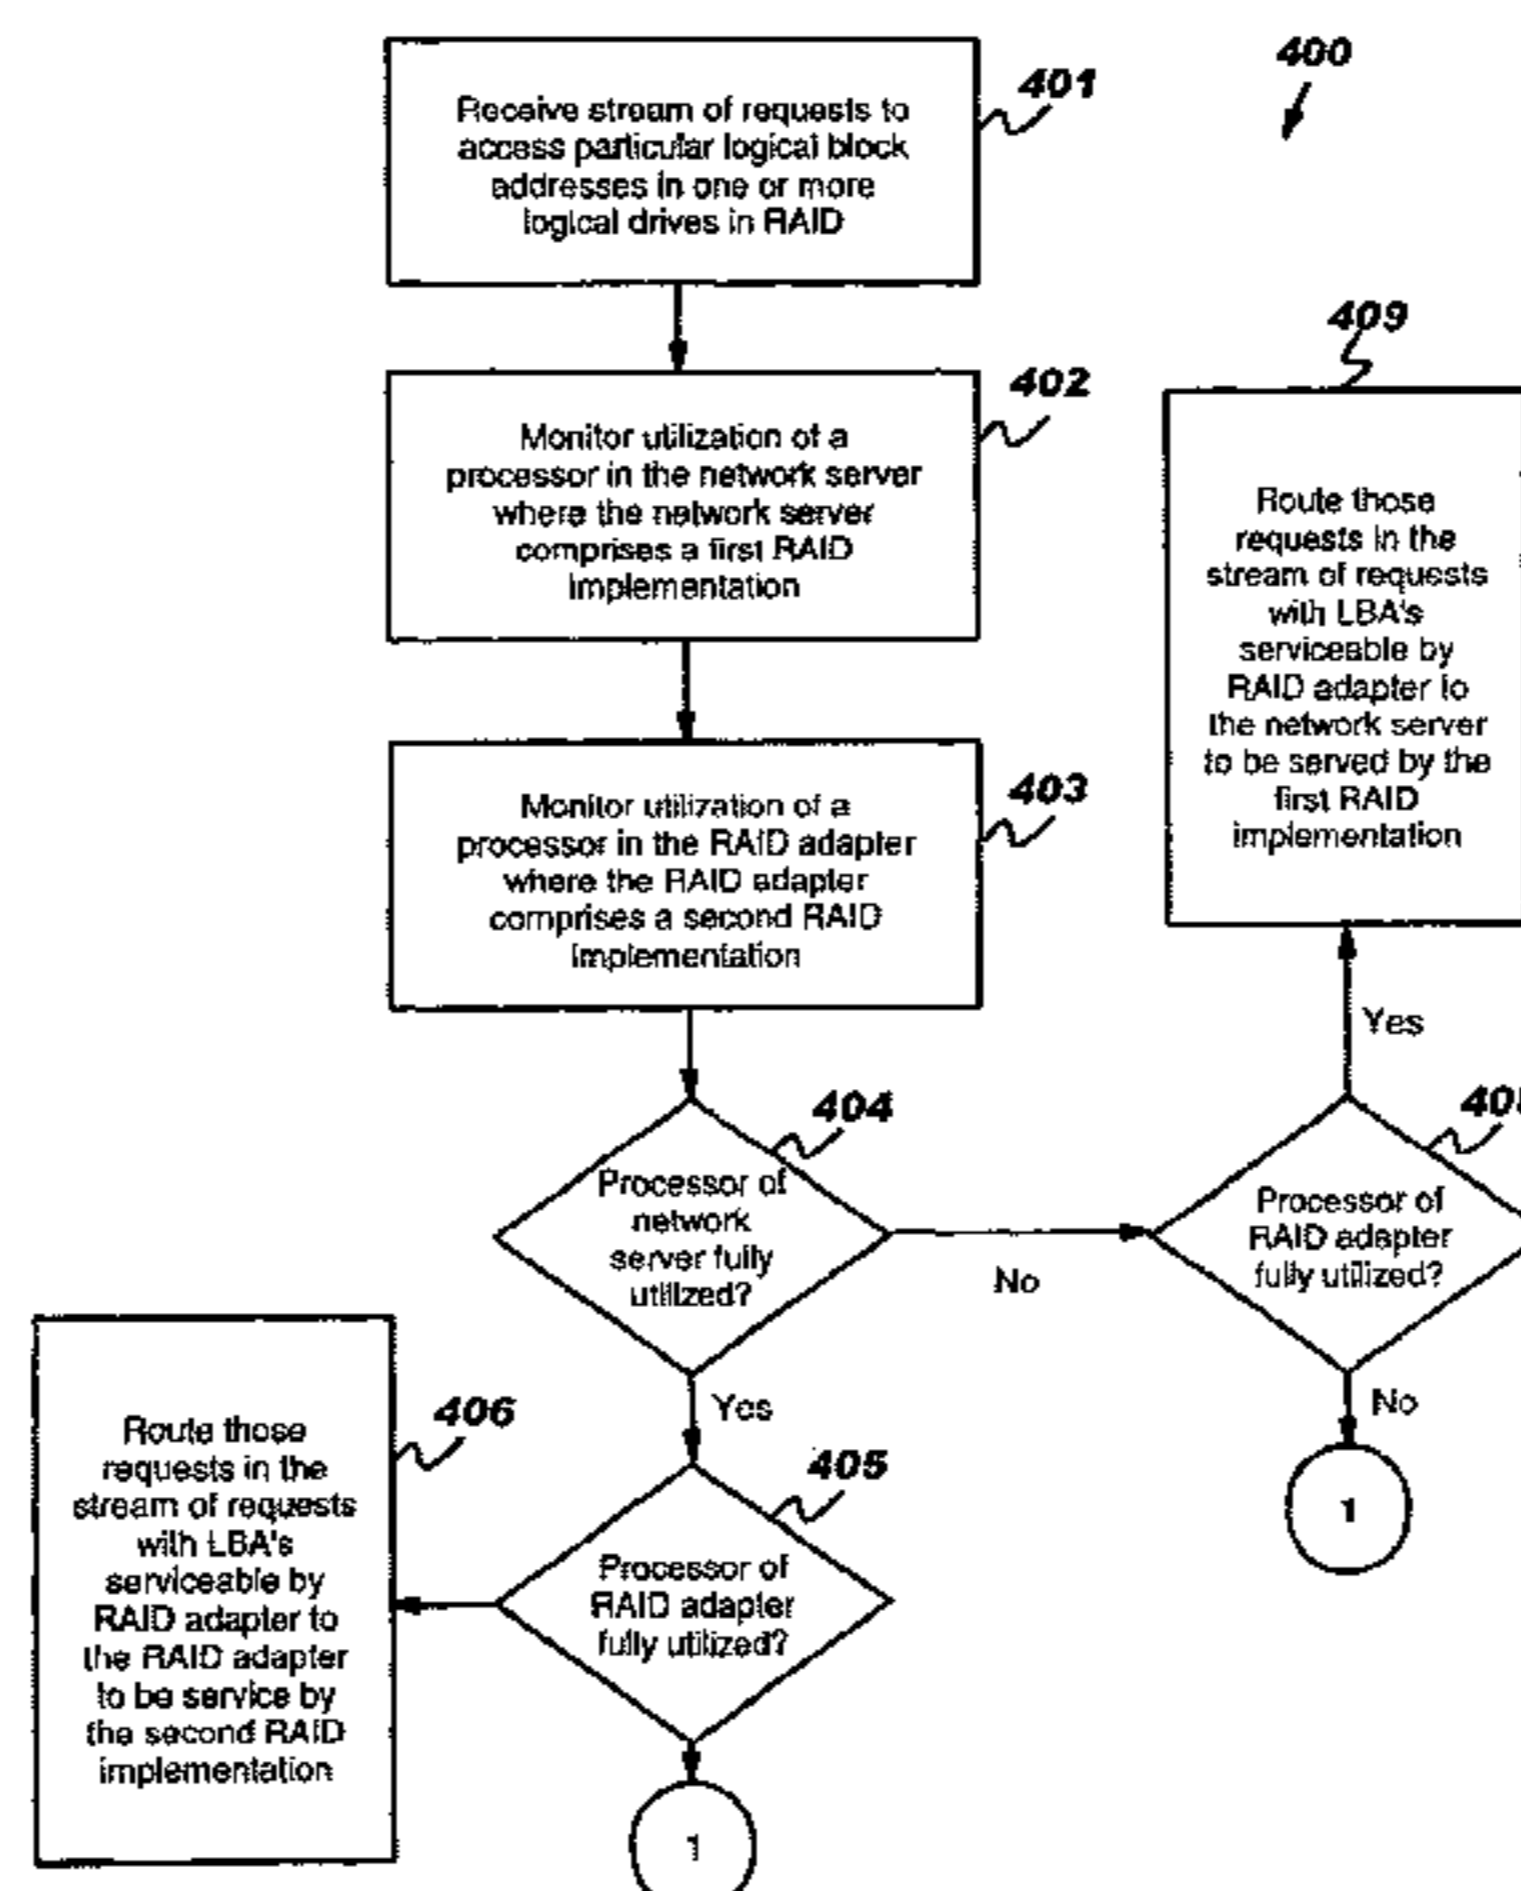 400
401
Receive stream of requests to
access particular logical block
addresses in one or more
logical drives in RAID
402
Monitor utilization of a
processor in the network server
where the network server
comprises a first RAID
implementation
403
Monitor utilization of a
processor in the RAID adapter
where the RAID adapter
comprises a second RAID
implementation
404
Processor of
network
server fully
utilized?
No
Yes
405
Processor of
RAID adapter
fully utilized?
1
406
Route those
requests in the
stream of requests
with LBA's
serviceable by
RAID adapter to
the RAID adapter
to be service by
the second RAID
implementation
Processor of
RAID adapter
fully utilized?
Yes
No
1
409
Route those
requests in the
stream of requests
with LBA's
serviceable by
RAID adapter to
the network server
to be served by the
first RAID
implementation